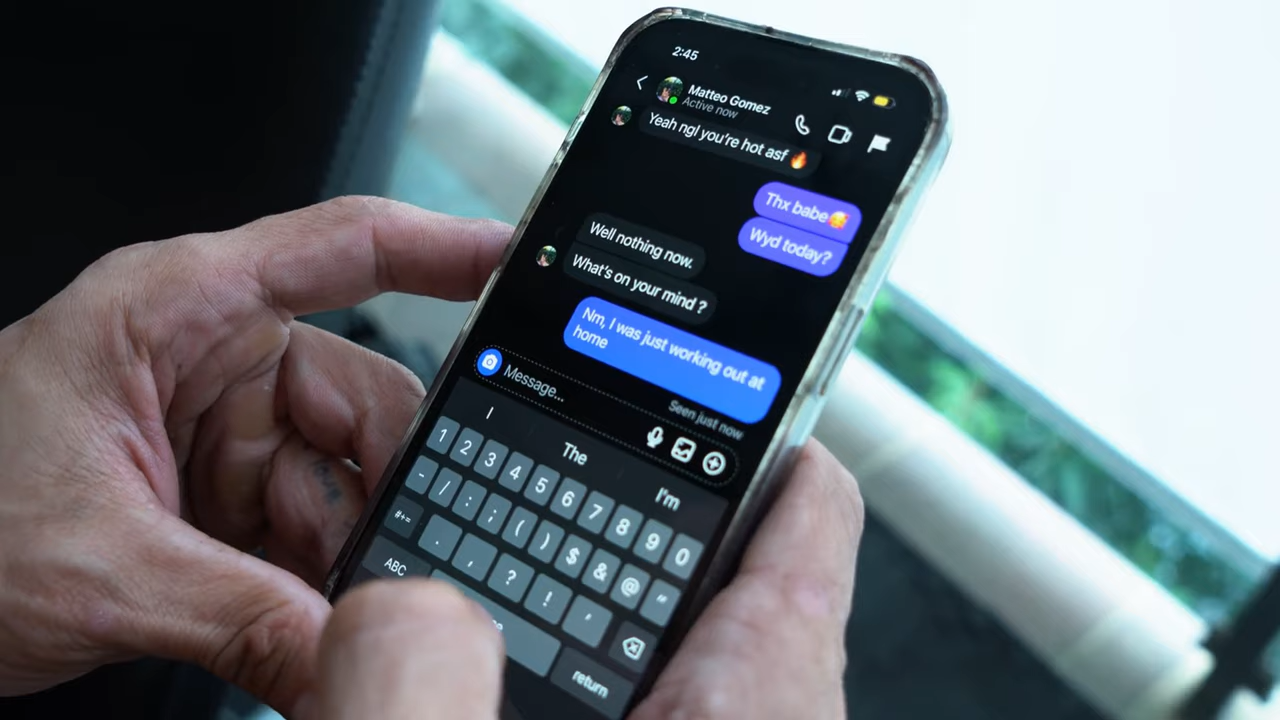 2:45
Matteo Gomez
Active now
Yeah ngl you're hot asf 🔥
Thx babe🥰
Wyd today?
Well nothing now.
What's on your mind ?
Nm, I was just working out at
home
Seen just now
Message...
I The I'm
1 2 3 4 5 6 7 8 9 0
- / : ; ( ) $ & @ "
#+= . , ? ! ' 
ABC return